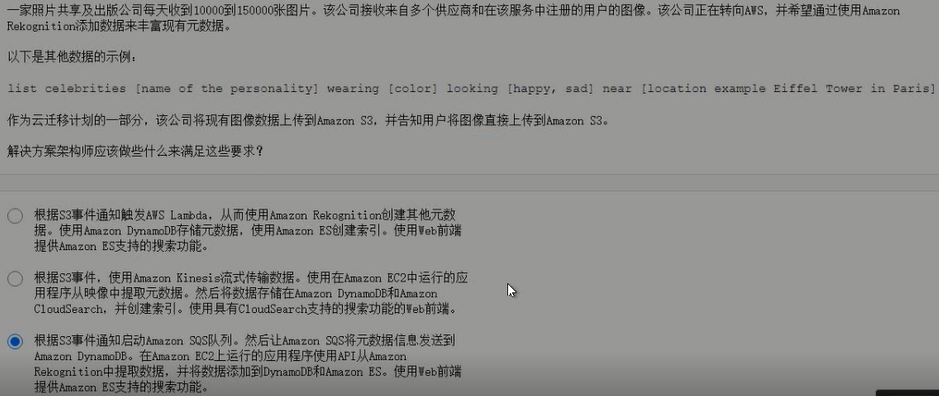 一家照片共享及出版公司每天收到10000到150000张图片。该公司接收来自多个供应商和在该服务中注册的用户的图像。该公司正在转向AWS，并希望通过使用Amazon
Rekognition添加数据来丰富现有元数据。
以下是其他数据的示例：
list celebrities [name of the personality] wearing [color] looking [happy, sad] near [location example Eiffel Tower in Paris]
作为云迁移计划的一部分，该公司将现有图像数据上传到Amazon S3，并告知用户将图像直接上传到Amazon S3。
解决方案架构师应该做些什么来满足这些要求？
根据S3事件通知触发AWS Lambda，从而使用Amazon Rekognition创建其他元数
据。使用Amazon DynamoDB存储元数据，使用Amazon ES创建索引。使用Web前端
提供Amazon ES支持的搜索功能。
根据S3事件，使用Amazon Kinesis流式传输数据。使用在Amazon EC2中运行的应
用程序从映像中提取元数据。然后将数据存储在Amazon DynamoDB和Amazon
CloudSearch，并创建索引。使用具有CloudSearch支持的搜索功能的Web前端。
根据S3事件通知启动Amazon SQS队列。然后让Amazon SQS将元数据信息发送到
Amazon DynamoDB。在Amazon EC2上运行的应用程序使用API从Amazon
Rekognition中提取数据，并将数据添加到DynamoDB和Amazon ES。使用Web前端
提供Amazon ES支持的搜索功能。